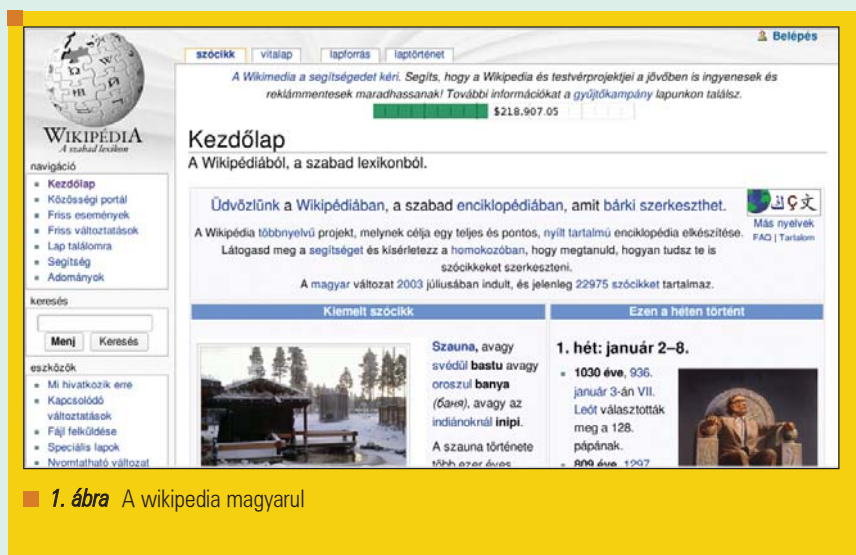 Belépés
szócikk vitalap lapforrás laptörténet
A Wikimedia a segítségedet kéri. Segíts, hogy a Wikipedia és testvérprojektjei a jövőben is ingyenesek és
reklámmentesek maradhassanak! További információkat a gyűjtőkampány lapunkon találsz.
$218,907.05
WIKIPÉDIA
A szabad lexikon
navigáció
Kezdőlap
Közösségi portál
Friss események
Friss változtatások
Lap találomra
Segítség
Adományok
keresés
Menj Keresés
eszközök
Mi hivatkozik erre
Kapcsolódó
változtatások
Fájl felküldése
Speciális lapok
Nyomtatható változat
Kezdőlap
A Wikipédiából, a szabad lexikonból.
Üdvözlünk a Wikipédiában, a szabad enciklopédiában, amit bárki szerkeszthet.
A Wikipédia többnyelvű projekt, melynek célja egy teljes és pontos, nyílt tartalmú enciklopédia elkészítése.
Látogasd meg a segítséget és kísérletezz a homokozóban, hogy megtanuld, hogyan tudsz te is
szócikkeket szerkeszteni.
A magyar változat 2003 júliusában indult, és jelenleg 22975 szócikket tartalmaz.
Más nyelvek
FAQ | Tartalom
Kiemelt szócikk
Szauna, avagy
svédül bastu avagy
oroszul banya
(баня), avagy az
indiánoknál inipi.
A szauna története
több ezer éves
Ezen a héten történt
1. hét: január 2–8.
1030 éve, 936.
január 3-án VII.
Leót választották
meg a 128.
pápának.
809 éve, 1297
1. ábra A wikipedia magyarul